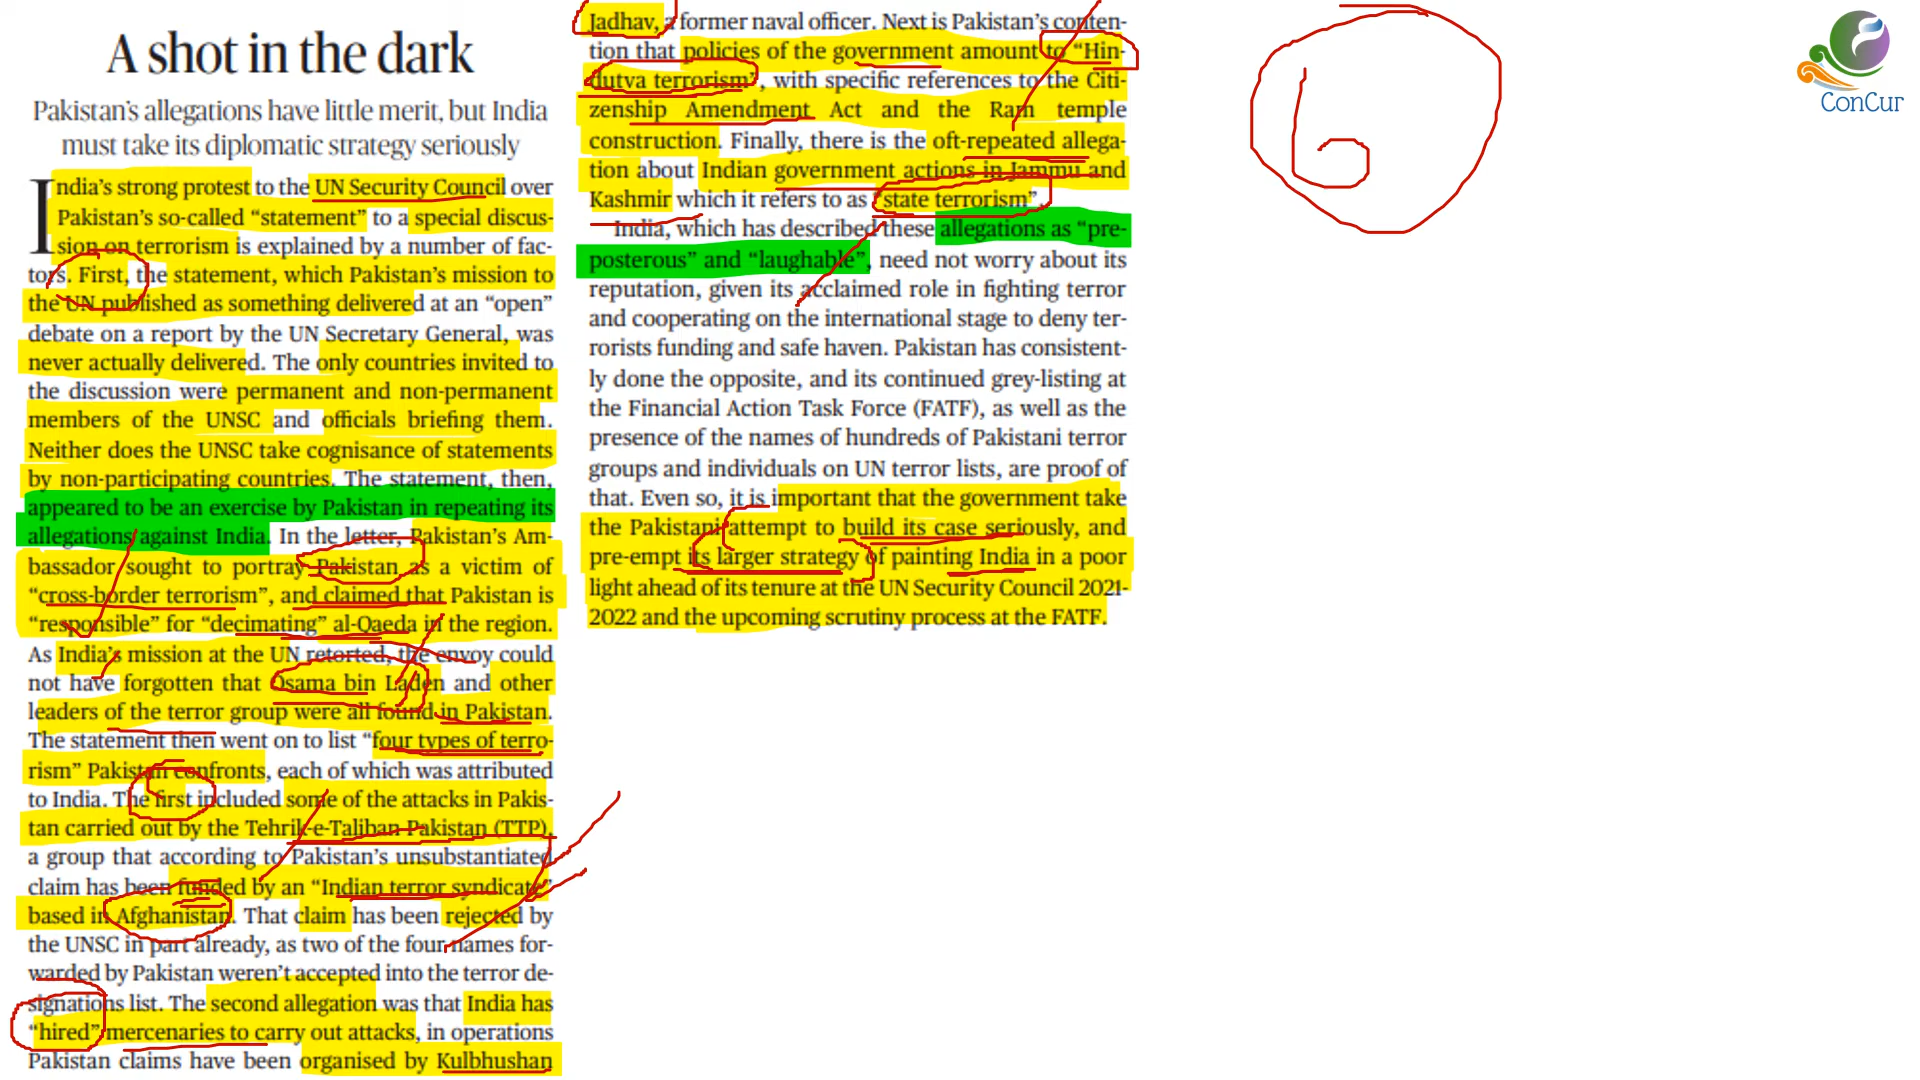 A shot in the dark
Pakistan's allegations have little merit, but India
must take its diplomatic strategy seriously
India's strong protest to the UN Security Council over
Pakistan's so-called “statement” to a special discus-
sion on terrorism is explained by a number of fac-
tors. First, the statement, which Pakistan's mission to
the UN published as something delivered at an “open”
debate on a report by the UN Secretary General, was
never actually delivered. The only countries invited to
the discussion were permanent and non-permanent
members of the UNSC and officials briefing them.
Neither does the UNSC take cognisance of statements
by non-participating countries. The statement, then,
appeared to be an exercise by Pakistan in repeating its
allegations against India. In the letter, Pakistan's Am-
bassador sought to portray Pakistan as a victim of
“cross-border terrorism”, and claimed that Pakistan is
“responsible” for “decimating” al-Qaeda in the region.
As India's mission at the UN retorted, the envoy could
not have forgotten that Osama bin Laden and other
leaders of the terror group were all found in Pakistan.
The statement then went on to list “four types of terro-
rism” Pakistan confronts, each of which was attributed
to India. The first included some of the attacks in Pakis-
tan carried out by the Tehrik-e-Taliban Pakistan (TTP),
a group that according to Pakistan's unsubstantiated
claim has been funded by an “Indian terror syndicate”
based in Afghanistan. That claim has been rejected by
the UNSC in part already, as two of the four names for-
warded by Pakistan weren't accepted into the terror de-
signations list. The second allegation was that India has
“hired” mercenaries to carry out attacks, in operations
Pakistan claims have been organised by Kulbhushan
Jadhav, a former naval officer. Next is Pakistan's conten-
tion that policies of the government amount to “Hin-
dutva terrorism”, with specific references to the Citi-
zenship Amendment Act and the Ram temple
construction. Finally, there is the oft-repeated allega-
tion about Indian government actions in Jammu and
Kashmir which it refers to as “state terrorism”.
India, which has described these allegations as “pre-
posterous” and “laughable”, need not worry about its
reputation, given its acclaimed role in fighting terror
and cooperating on the international stage to deny ter-
rorists funding and safe haven. Pakistan has consistent-
ly done the opposite, and its continued grey-listing at
the Financial Action Task Force (FATF), as well as the
presence of the names of hundreds of Pakistani terror
groups and individuals on UN terror lists, are proof of
that. Even so, it is important that the government take
the Pakistani attempt to build its case seriously, and
pre-empt its larger strategy of painting India in a poor
light ahead of its tenure at the UN Security Council 2021-
2022 and the upcoming scrutiny process at the FATF.
6
ConCur